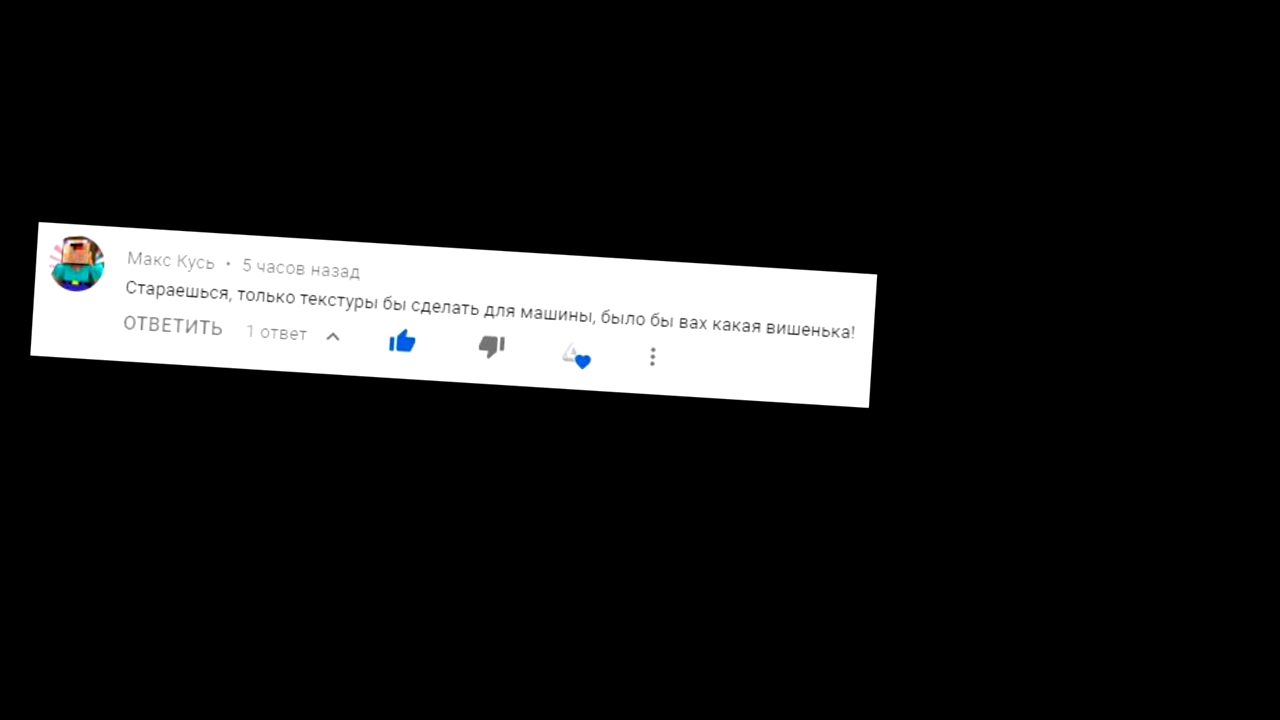 Макс Кусь • 5 часов назад
Стараешься, только текстуры бы сделать для машины, было бы вах какая вишенька!
ОТВЕТИТЬ 1 ответ